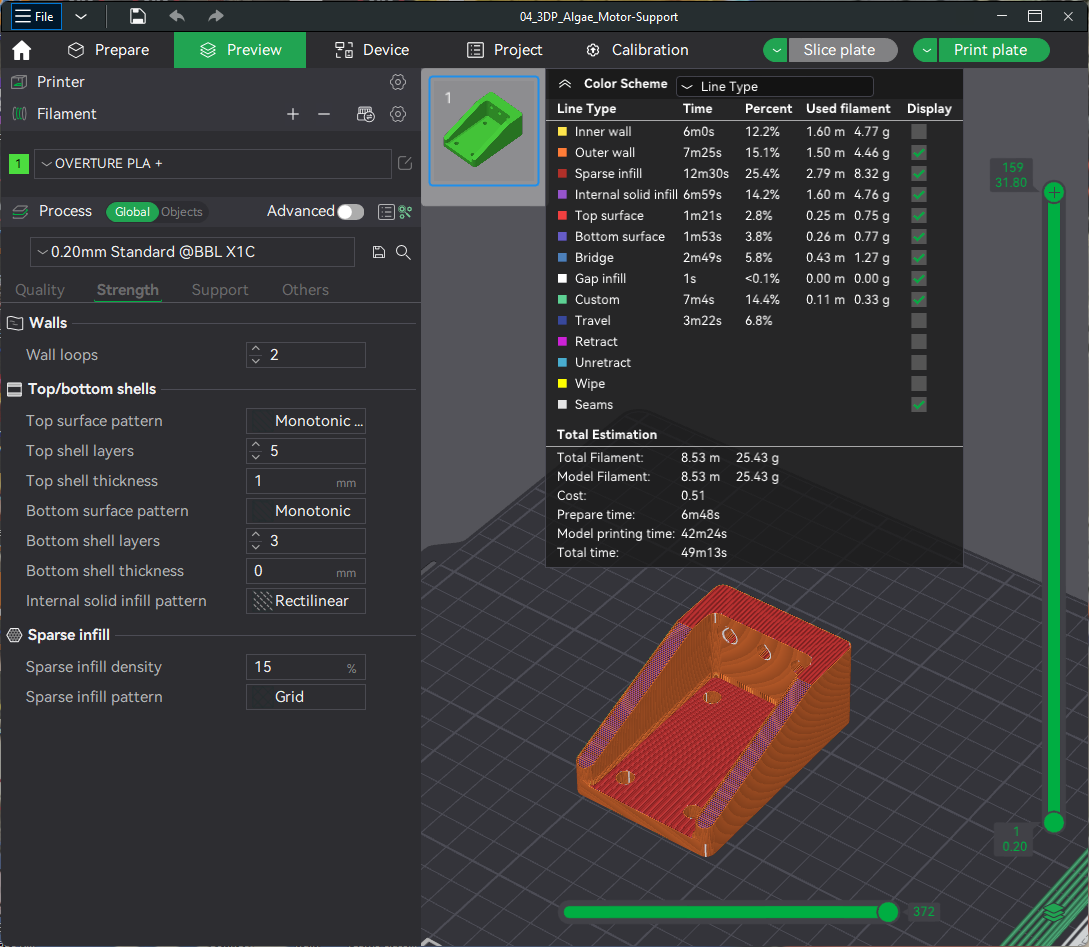 File
04_3DP_Algae_Motor-Support
Prepare
Preview
Device
Project
Calibration
Slice plate
Print plate
Printer
Filament
1
OVERTURE PLA +
Process
Global
Objects
Advanced
0.20mm Standard @BBL X1C
Quality
Strength
Support
Others
Walls
Wall loops 2
Top/bottom shells
Top surface pattern Monotonic ...
Top shell layers 5
Top shell thickness 1 mm
Bottom surface pattern Monotonic
Bottom shell layers 3
Bottom shell thickness 0 mm
Internal solid infill pattern Rectilinear
Sparse infill
Sparse infill density 15 %
Sparse infill pattern Grid
1
Color Scheme Line Type
Line Type Time Percent Used filament Display
Inner wall 6m0s 12.2% 1.60 m 4.77 g
Outer wall 7m25s 15.1% 1.50 m 4.46 g
Sparse infill 12m30s 25.4% 2.79 m 8.32 g
Internal solid infill 6m59s 14.2% 1.60 m 4.76 g
Top surface 1m21s 2.8% 0.25 m 0.75 g
Bottom surface 1m53s 3.8% 0.26 m 0.77 g
Bridge 2m49s 5.8% 0.43 m 1.27 g
Gap infill 1s <0.1% 0.00 m 0.00 g
Custom 7m4s 14.4% 0.11 m 0.33 g
Travel 3m22s 6.8%
Retract
Unretract
Wipe
Seams
Total Estimation
Total Filament: 8.53 m 25.43 g
Model Filament: 8.53 m 25.43 g
Cost: 0.51
Prepare time: 6m48s
Model printing time: 42m24s
Total time: 49m13s
159
31.80
1
0.20
372